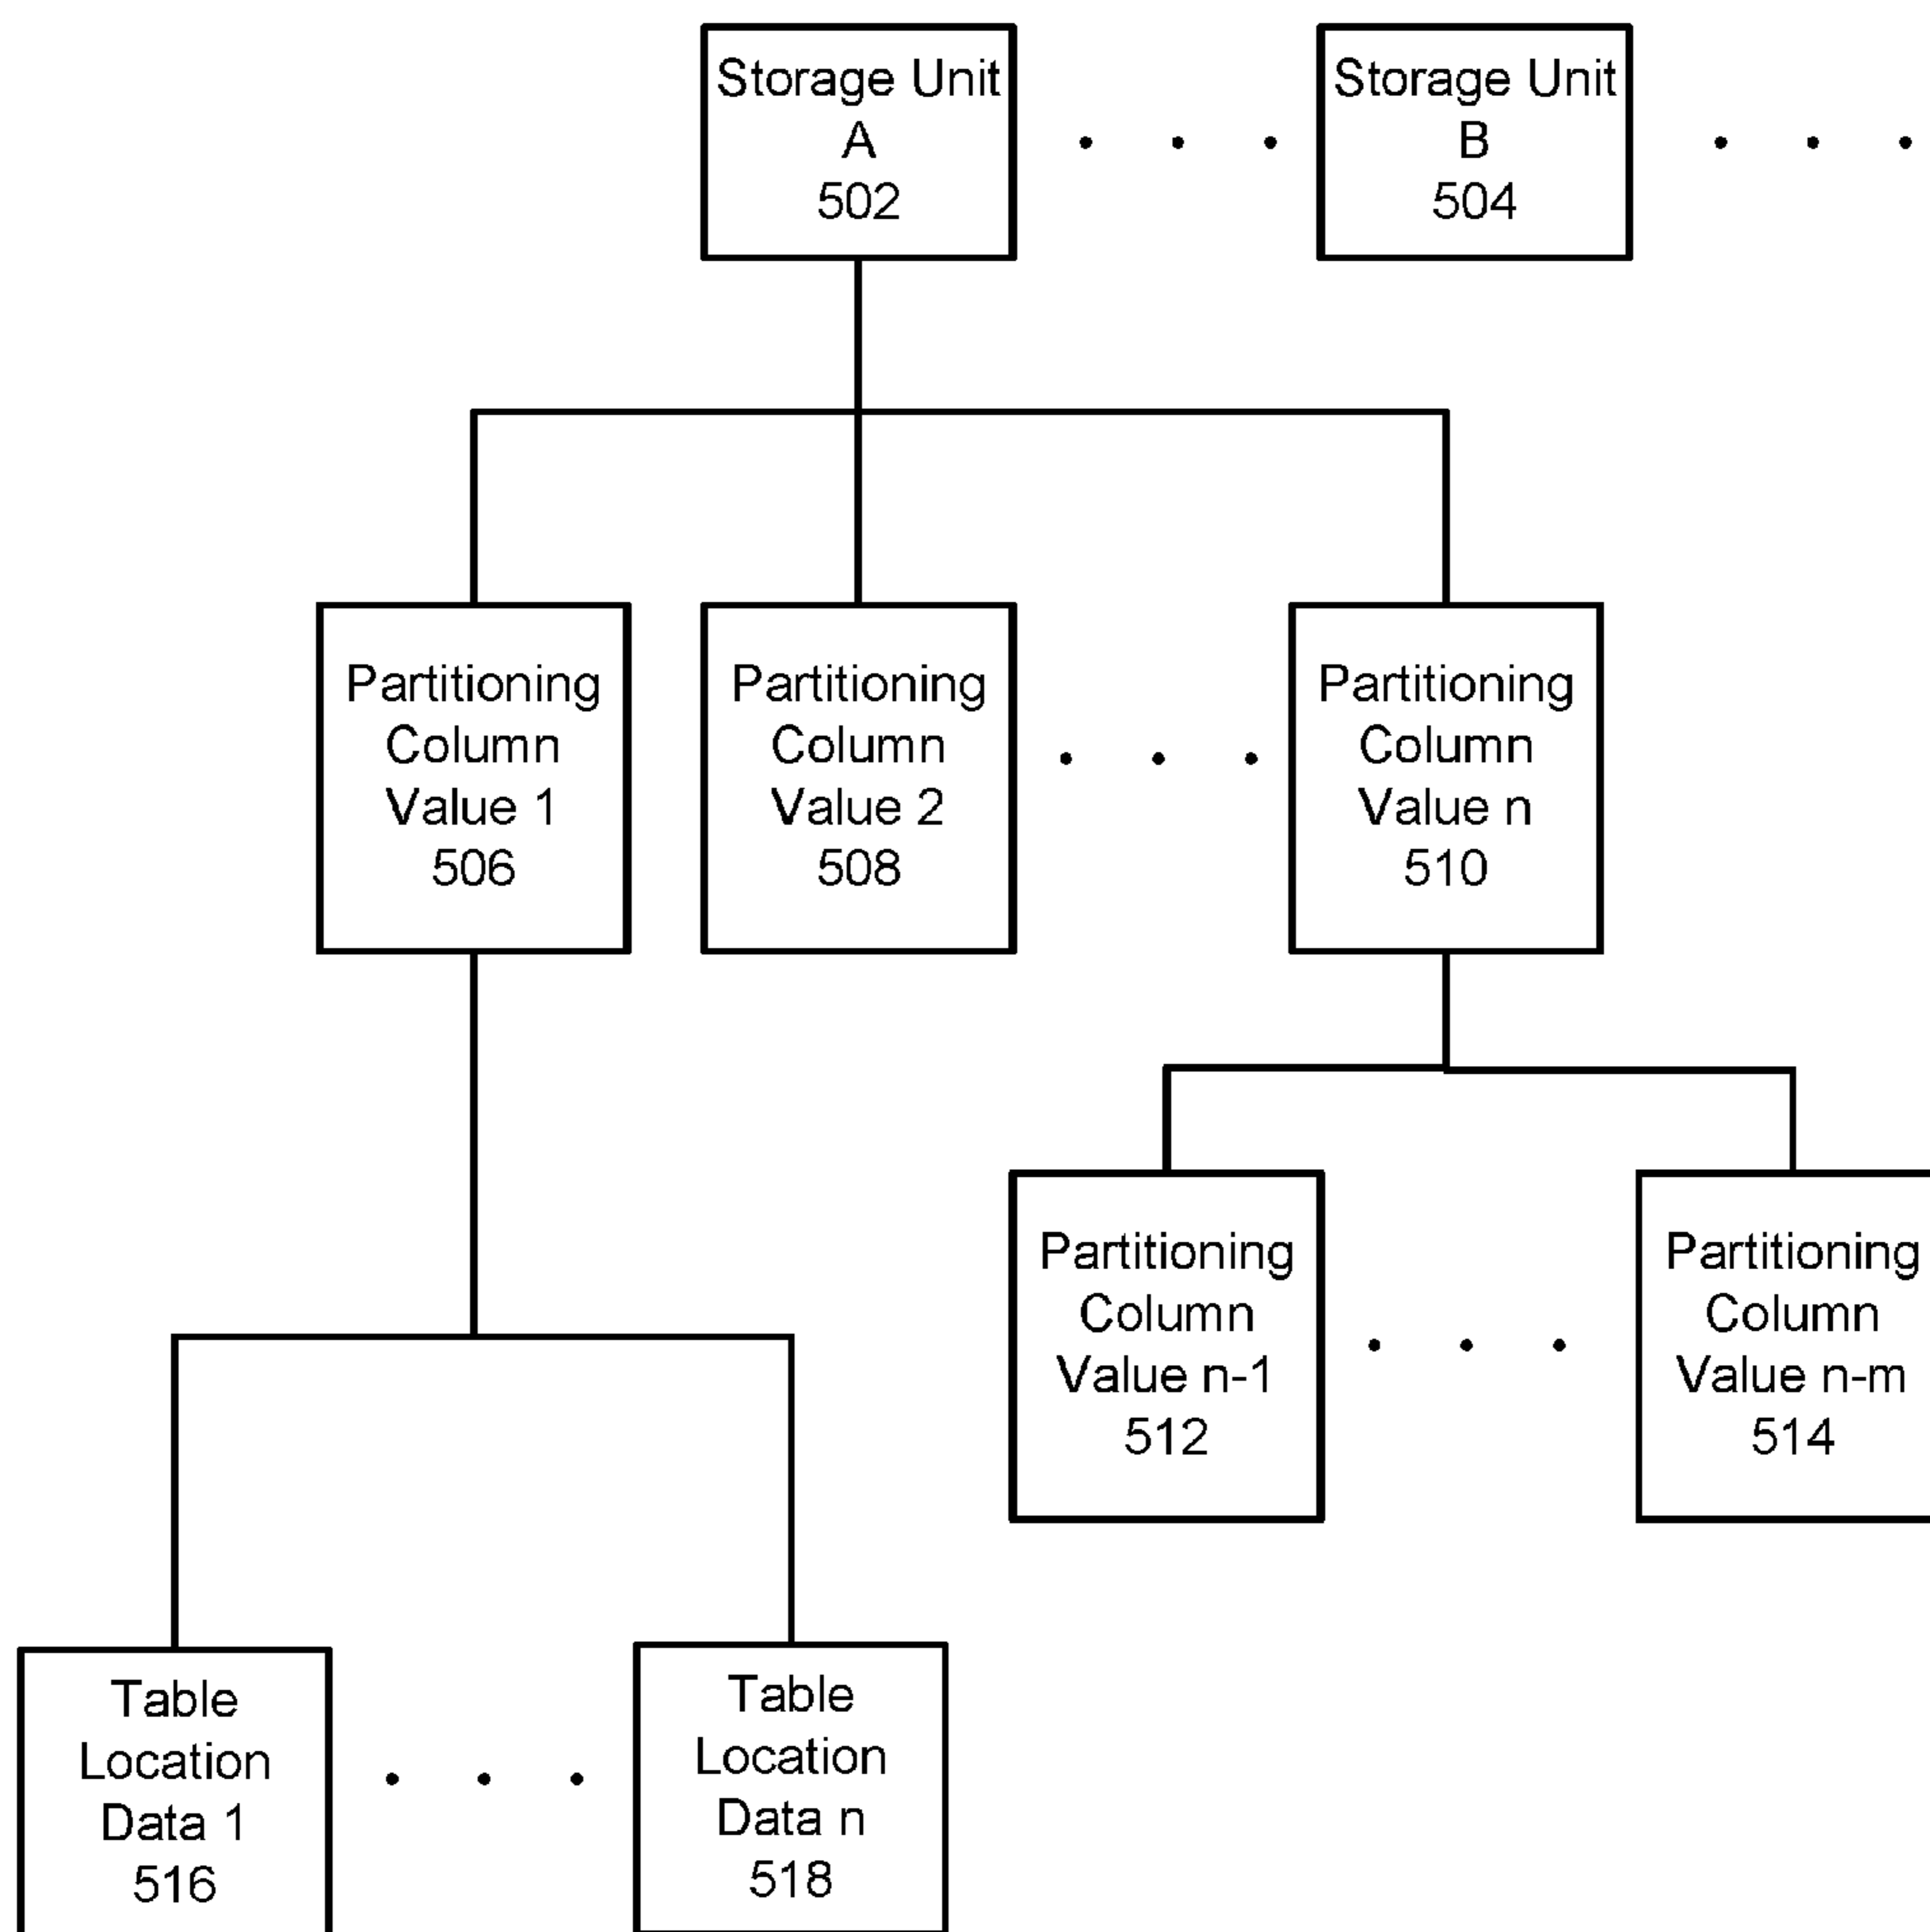 Storage Unit
A
502
Storage Unit
B
504
Partitioning
Column
Value 1
506
Partitioning
Column
Value 2
508
Partitioning
Column
Value n
510
Partitioning
Column
Value n-1
512
Partitioning
Column
Value n-m
514
Table
Location
Data 1
516
Table
Location
Data n
518